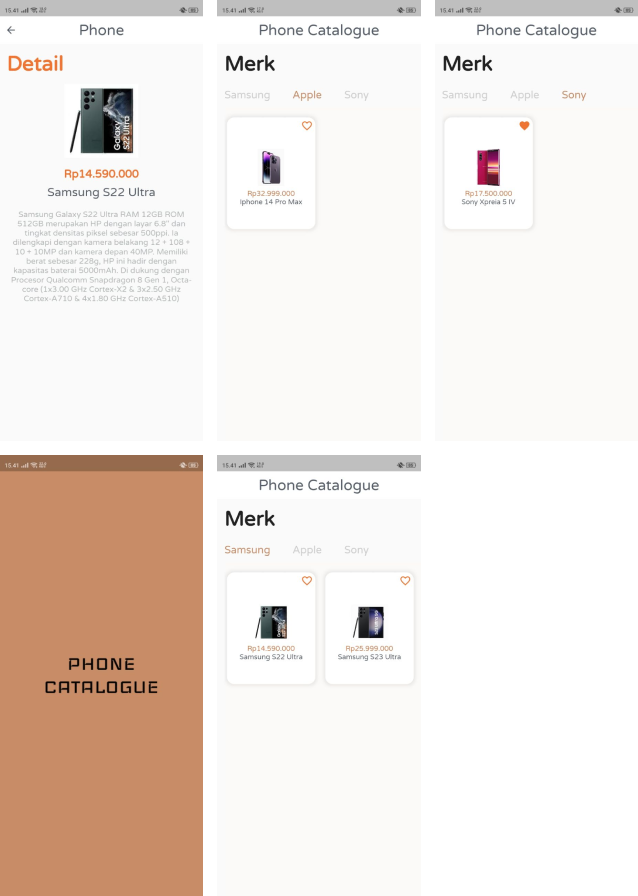 15.41
Phone
Detail
Galaxy
S22 Ultra
Rp14.590.000
Samsung S22 Ultra
Samsung Galaxy S22 Ultra RAM 12GB ROM
512GB merupakan HP dengan layar 6.8" dan
tingkat densitas piksel sebesar 500ppi. Ia
dilengkapi dengan kamera belakang 12 + 108 +
10 + 10MP dan kamera depan 40MP. Memiliki
berat sebesar 228g, HP ini hadir dengan
kapasitas baterai 5000mAh. Di dukung dengan
Procesor Qualcomm Snapdragon 8 Gen 1, Octa-
core (1x3.00 GHz Cortex-X2 & 3x2.50 GHz
Cortex-A710 & 4x1.80 GHz Cortex-A510)
15.41
Phone Catalogue
Merk
Samsung Apple Sony
Rp32.999.000
Iphone 14 Pro Max
15.41
Phone Catalogue
Merk
Samsung Apple Sony
Rp17.500.000
Sony Xpreia 5 IV
15.41
PHONE
CATALOGUE
15.41
Phone Catalogue
Merk
Samsung Apple Sony
Rp14.590.000
Samsung S22 Ultra
Rp25.999.000
Samsung S23 Ultra